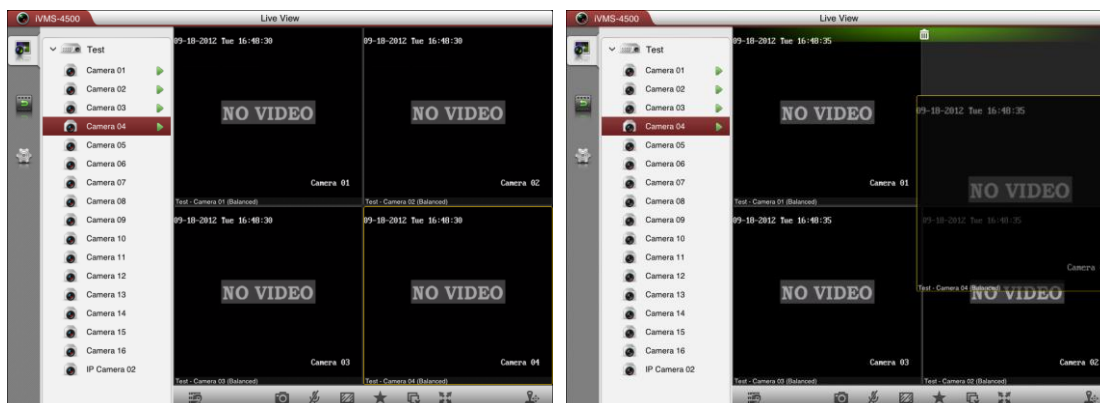 iVMS-4500
Live View
Test
Camera 01
Camera 02
Camera 03
Camera 04
Camera 05
Camera 06
Camera 07
Camera 08
Camera 09
Camera 10
Camera 11
Camera 12
Camera 13
Camera 14
Camera 15
Camera 16
IP Camera 02
09-18-2012 Tue 16:48:30
NO VIDEO
Camera 01
Test - Camera 01 (Balanced)
09-18-2012 Tue 16:48:30
NO VIDEO
Camera 02
Test - Camera 02 (Balanced)
09-18-2012 Tue 16:48:30
NO VIDEO
Camera 03
Test - Camera 03 (Balanced)
09-18-2012 Tue 16:48:30
NO VIDEO
Camera 04
Test - Camera 04 (Balanced)
iVMS-4500
Live View
Test
Camera 01
Camera 02
Camera 03
Camera 04
Camera 05
Camera 06
Camera 07
Camera 08
Camera 09
Camera 10
Camera 11
Camera 12
Camera 13
Camera 14
Camera 15
Camera 16
IP Camera 02
09-18-2012 Tue 16:48:35
NO VIDEO
Camera 01
Test - Camera 01 (Balanced)
09-18-2012 Tue 16:48:35
NO VIDEO
09-18-2012 Tue 16:48:35
Camera
Test - Camera 04 (Balanced)
09-18-2012 Tue 16:48:35
NO VIDEO
Camera 03
Test - Camera 03 (Balanced)
NO VIDEO
Camera 02
Test - Camera 02 (Balanced)